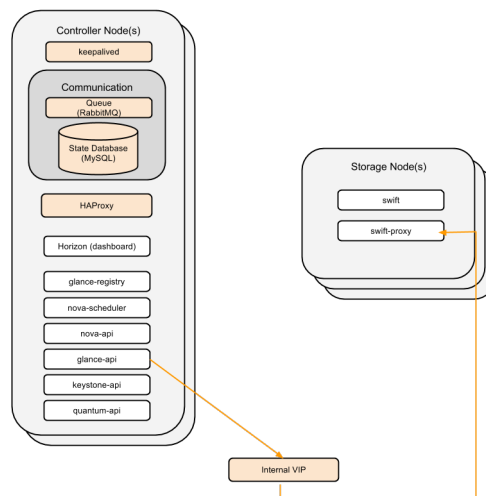 Controller Node(s)
keepalived
Communication
Queue
(RabbitMQ)
State Database
(MySQL)
HAProxy
Horizon (dashboard)
glance-registry
nova-scheduler
nova-api
glance-api
keystone-api
quantum-api
Storage Node(s)
swift
swift-proxy
Internal VIP